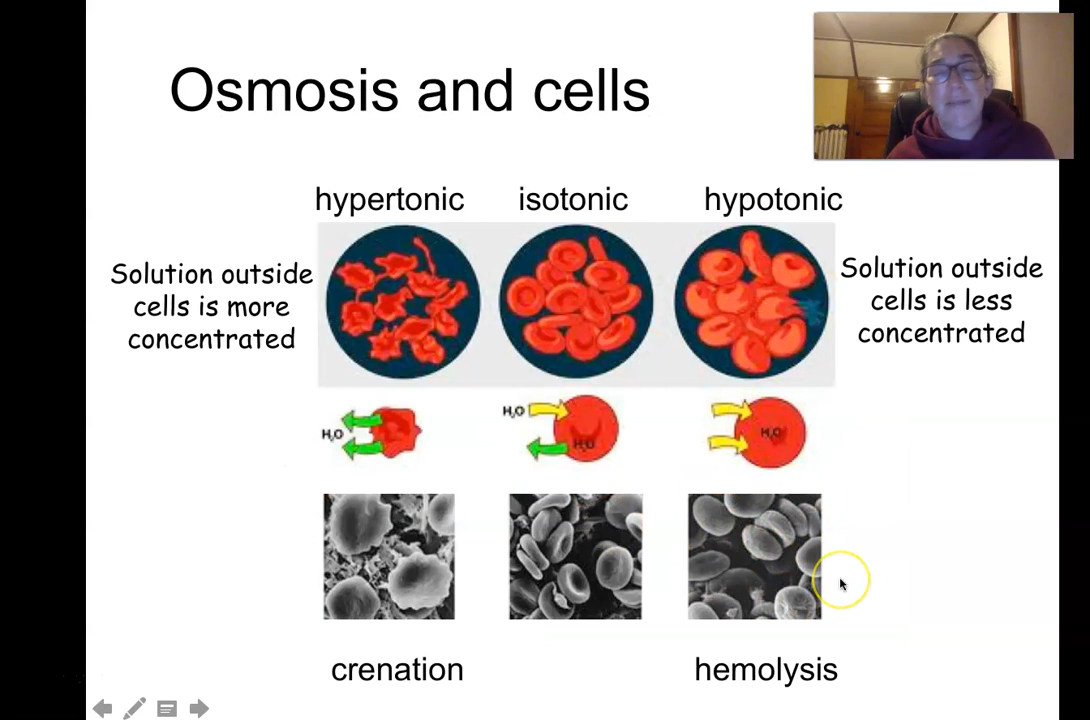 Osmosis and cells
hypertonic
isotonic
hypotonic
Solution outside
cells is more
concentrated
Solution outside
cells is less
concentrated
H₂O
H₂O
H₂O
H₂O
crenation
hemolysis